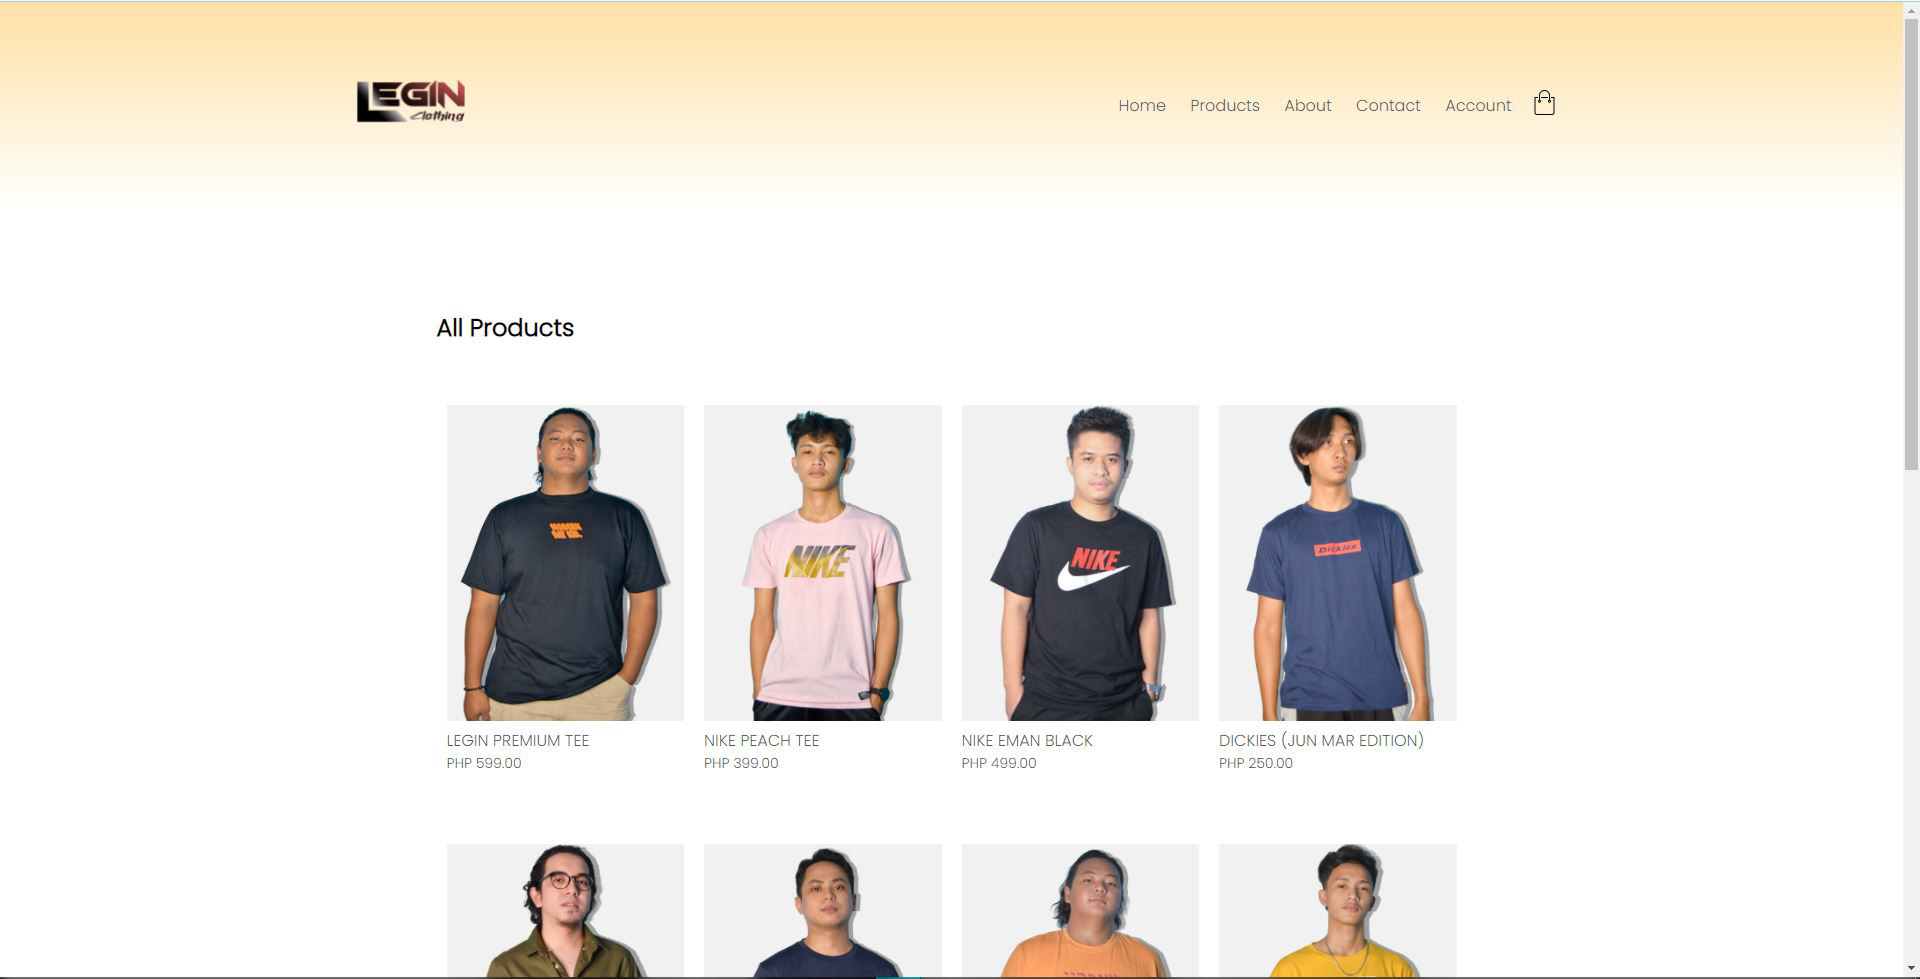 LEGIN
Clothing
Home Products About Contact Account
All Products
MODERN
NIKE
NIKE
Dickies
LEGIN PREMIUM TEE
PHP 599.00
NIKE PEACH TEE
PHP 399.00
NIKE EMAN BLACK
PHP 499.00
DICKIES (JUN MAR EDITION)
PHP 250.00